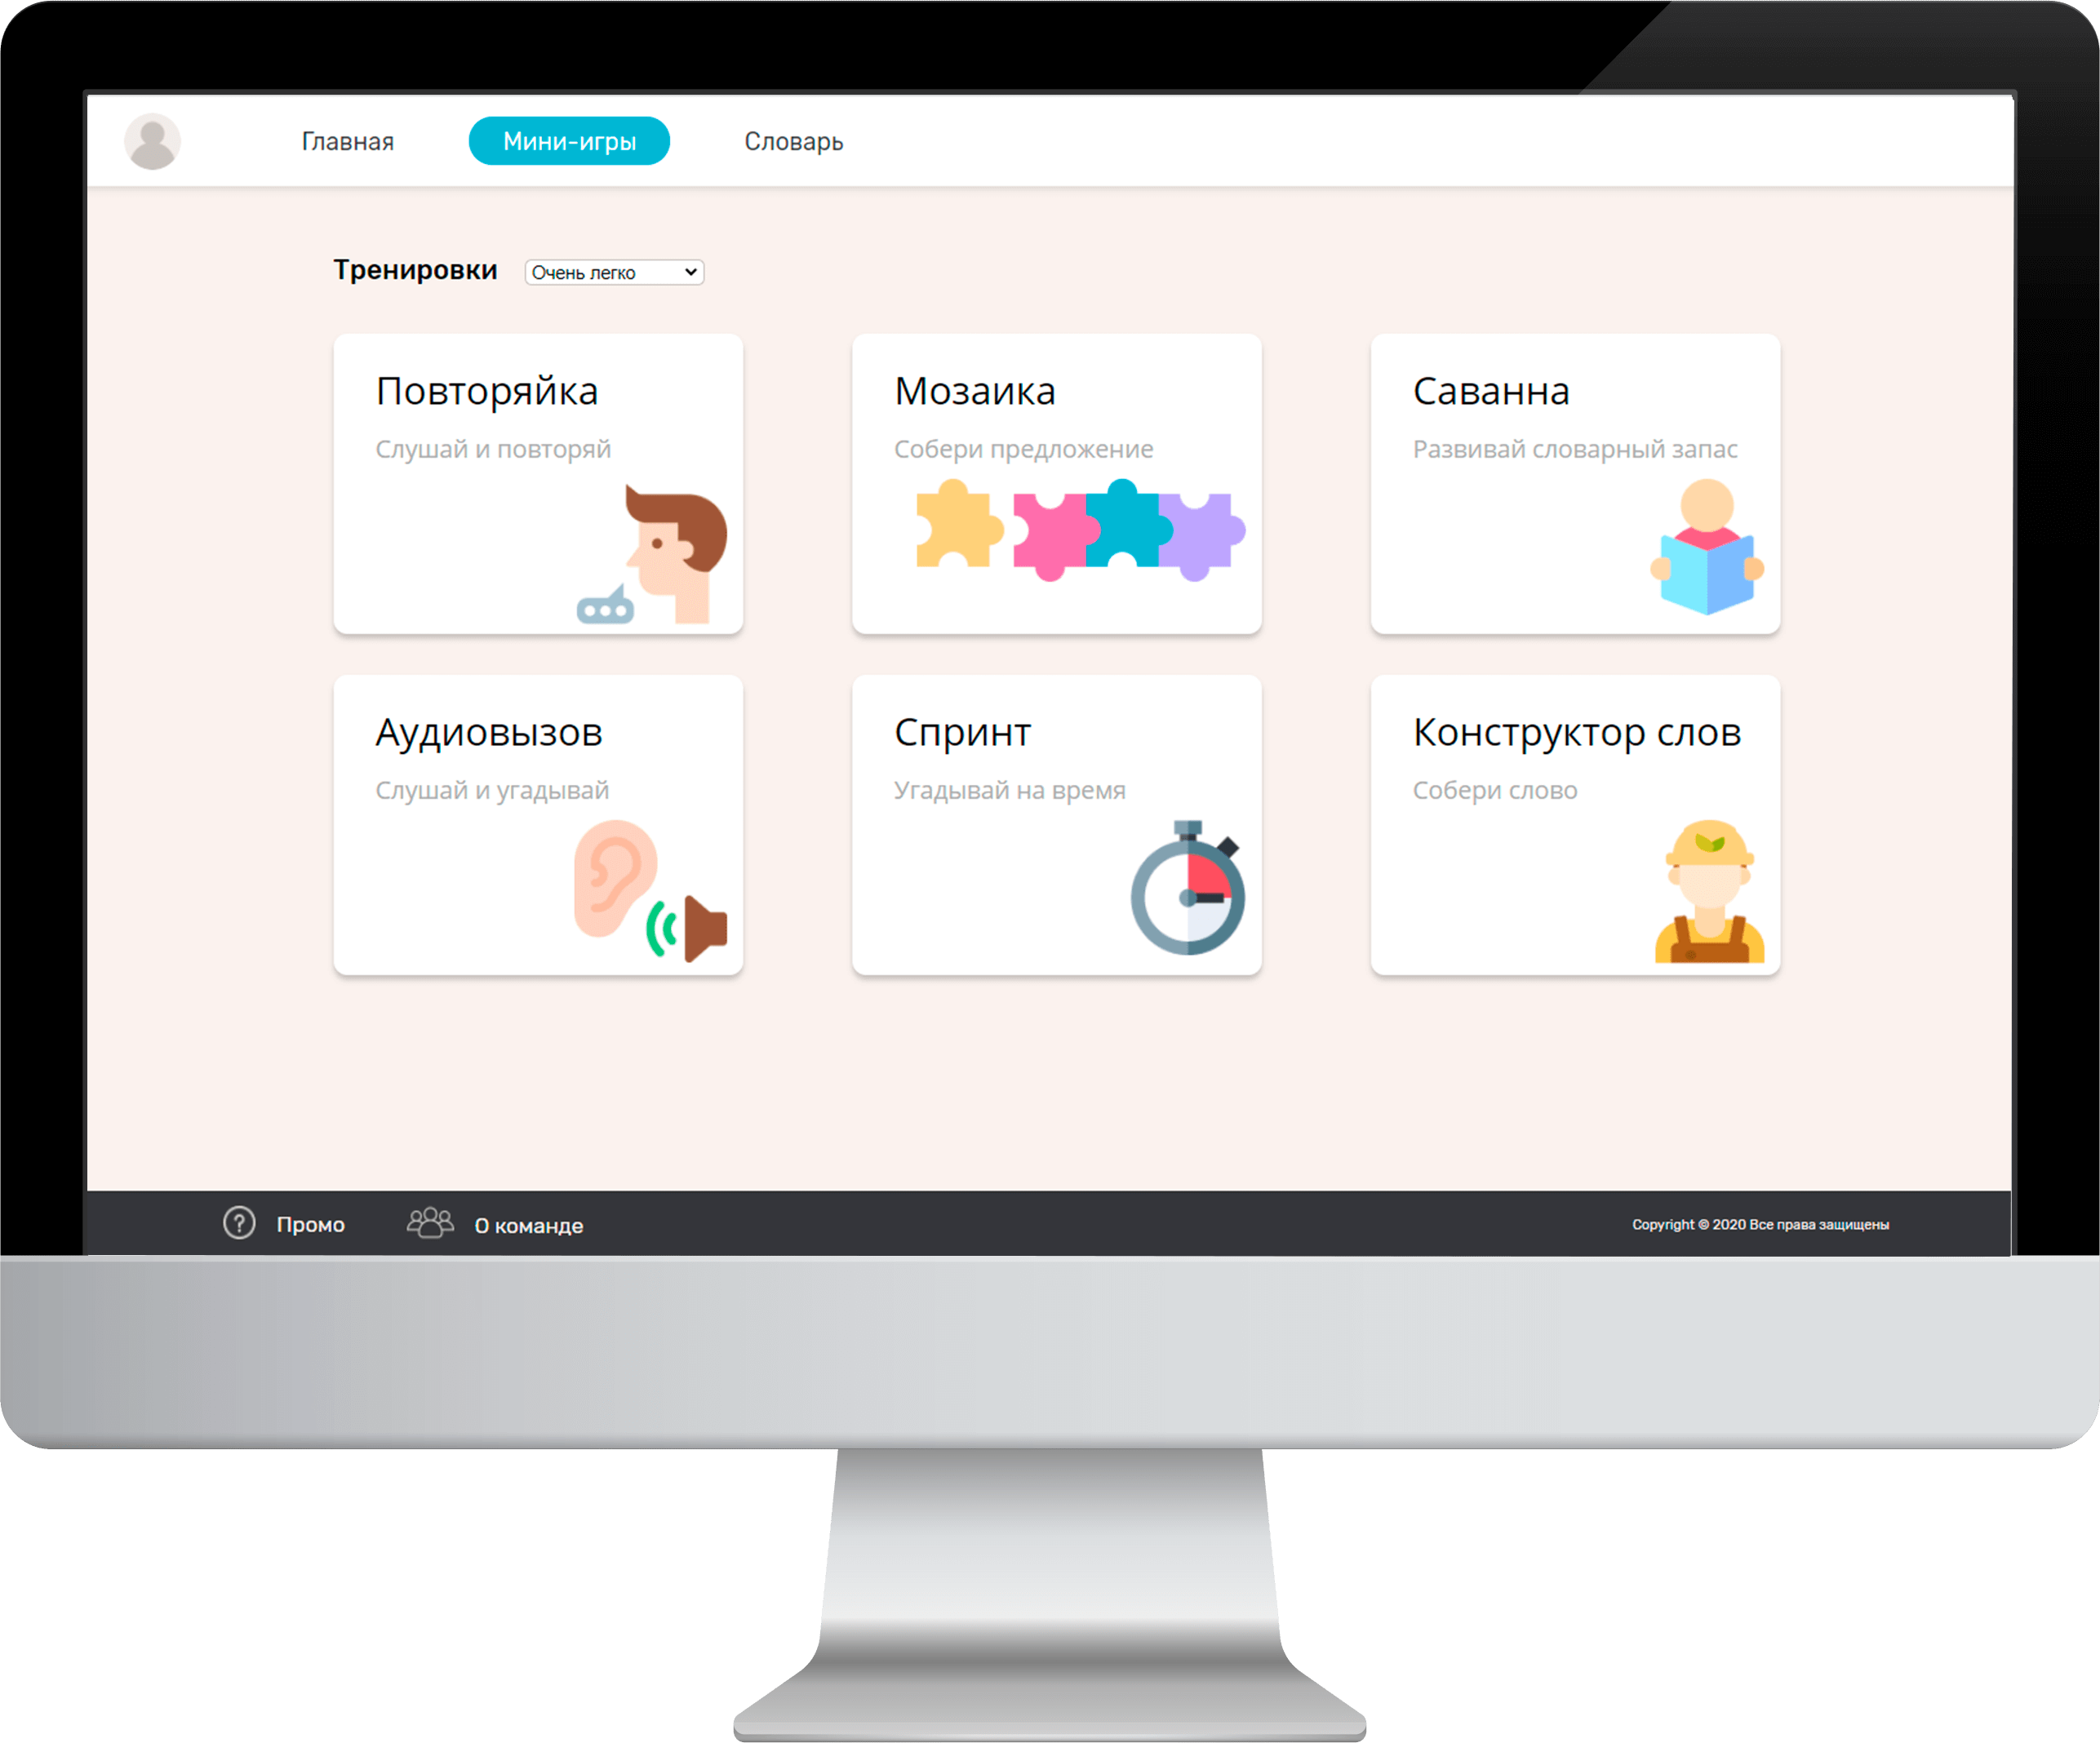 Главная Мини-игры Словарь
Тренировки Очень легко
Повторяйка
Слушай и повторяй
Мозаика
Собери предложение
Саванна
Развивай словарный запас
Аудиовызов
Слушай и угадывай
Спринт
Угадывай на время
Конструктор слов
Собери слово
? Промо О команде Copyright © 2020 Все права защищены